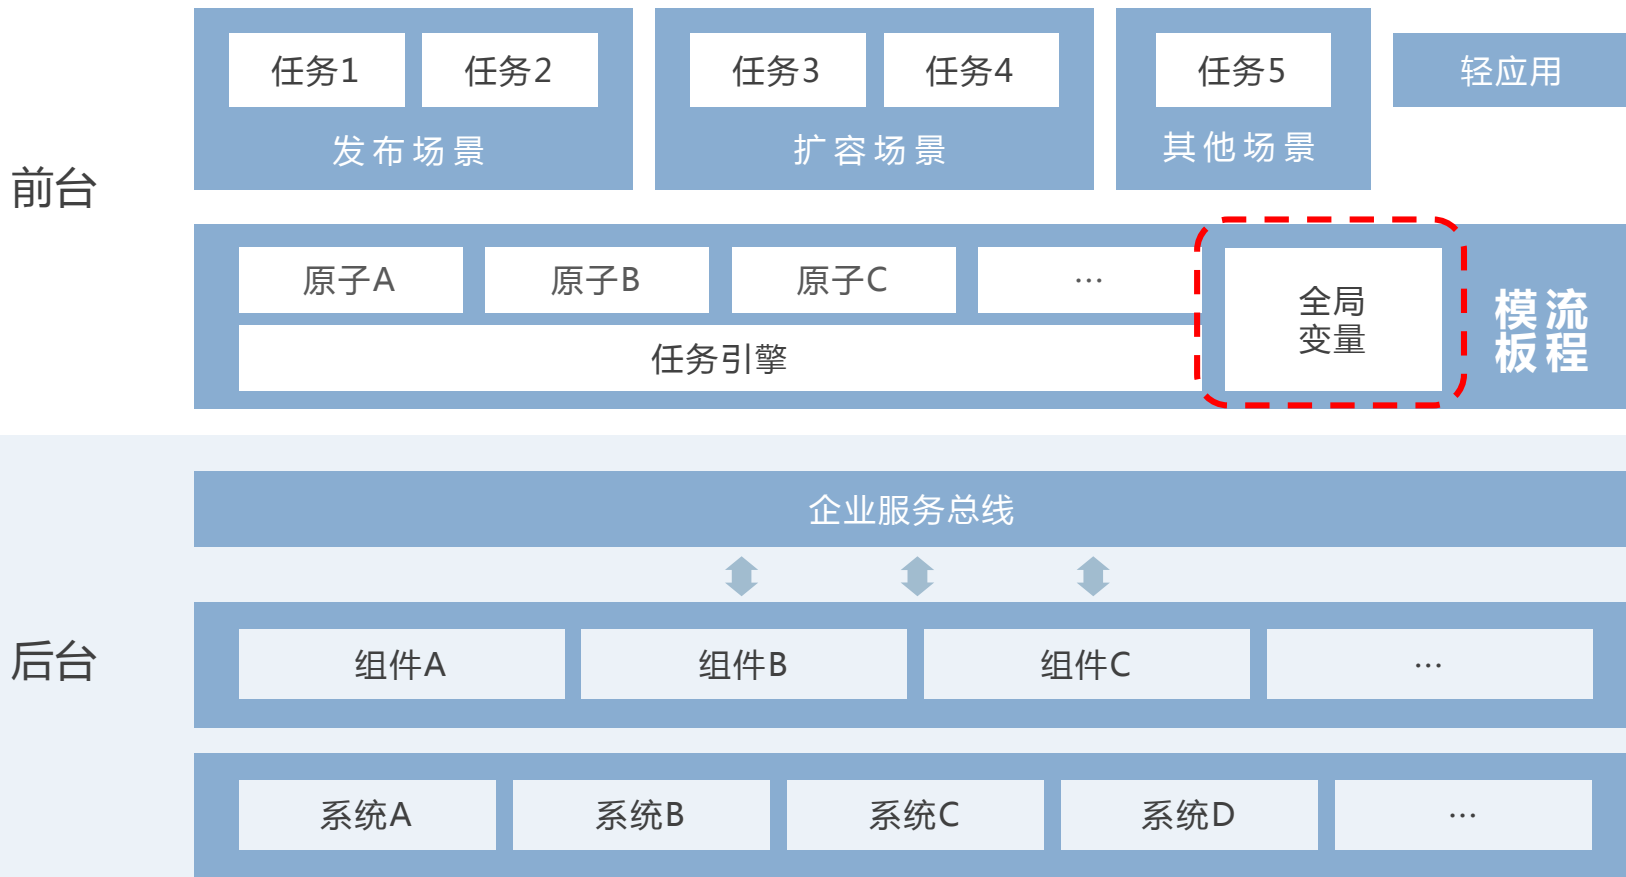 任务1
任务2
任务3
任务4
任务5
轻应用
发布场景
扩容场景
其他场景
前台
原子A
原子B
原子C
...
全局
变量
任务引擎
流程
模板
企业服务总线
后台
组件A
组件B
组件C
...
系统A
系统B
系统C
系统D
...